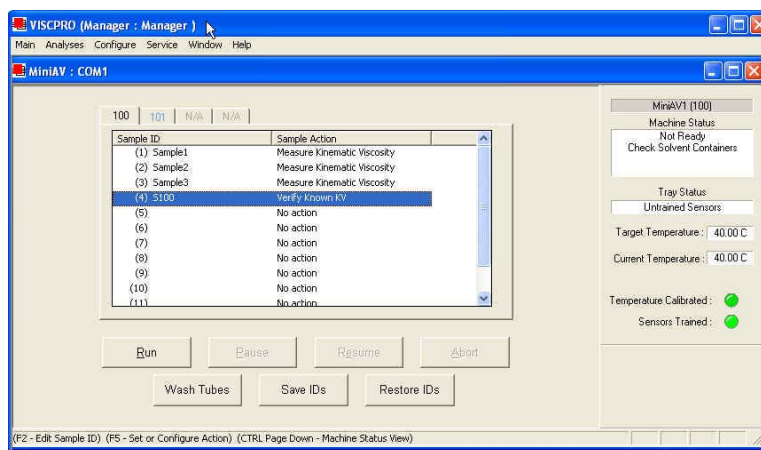 VISCPRO (Manager : Manager )
Main Analyses Configure Service Window Help
MiniAV : COM1
100 101 N/A N/A
Sample ID Sample Action
(1) Sample1 Measure Kinematic Viscosity
(2) Sample2 Measure Kinematic Viscosity
(3) Sample3 Measure Kinematic Viscosity
(4) S100 Verify Known KV
(5) No action
(6) No action
(7) No action
(8) No action
(9) No action
(10) No action
(11) No action
Run Pause Resume Abort
Wash Tubes Save IDs Restore IDs
MiniAV1 (100)
Machine Status
Not Ready
Check Solvent Containers
Tray Status
Untrained Sensors
Target Temperature : 40.00 C
Current Temperature : 40.00 C
Temperature Calibrated :
Sensors Trained :
(F2 - Edit Sample ID) (F5 - Set or Configure Action) (CTRL Page Down - Machine Status View)